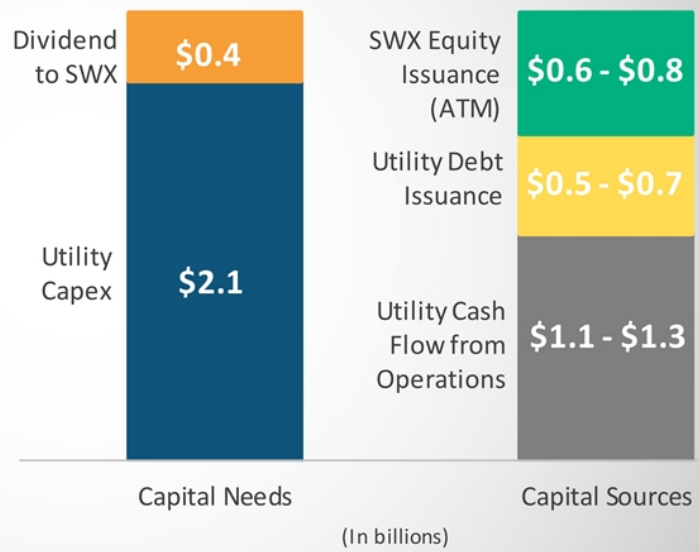 Dividend
to SWX
$0.4
Utility
Capex
$2.1
SWX Equity
Issuance
(ATM)
$0.6 - $0.8
Utility Debt
Issuance
$0.5 - $0.7
Utility Cash
Flow from
Operations
$1.1 - $1.3
Capital Needs
Capital Sources
(In billions)